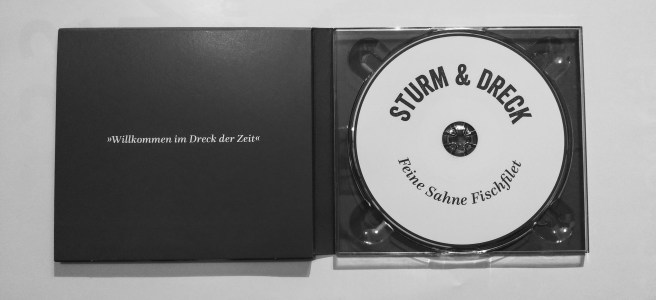 »Willkommen im Dreck der Zeit«
STURM & DRECK
Feine Sahne Fischfilet